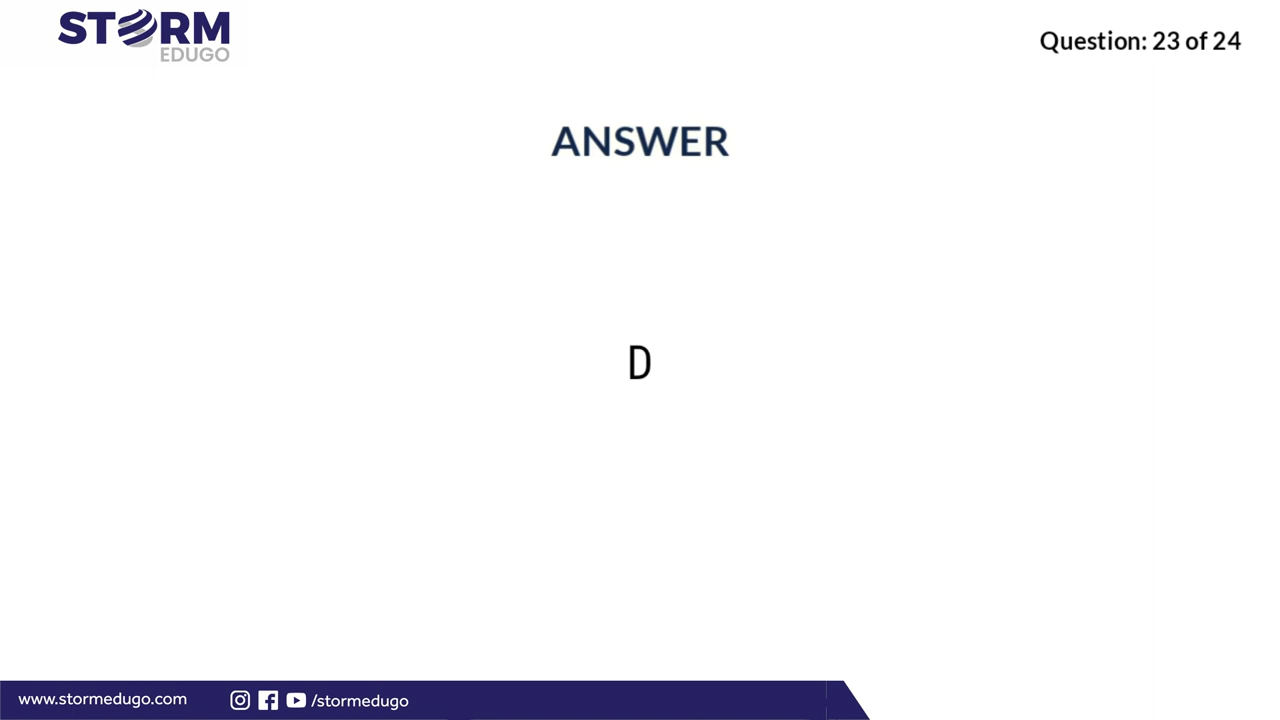 STORM
EDUGO
Question: 23 of 24
ANSWER
D
www.stormedugo.com
/stormedugo